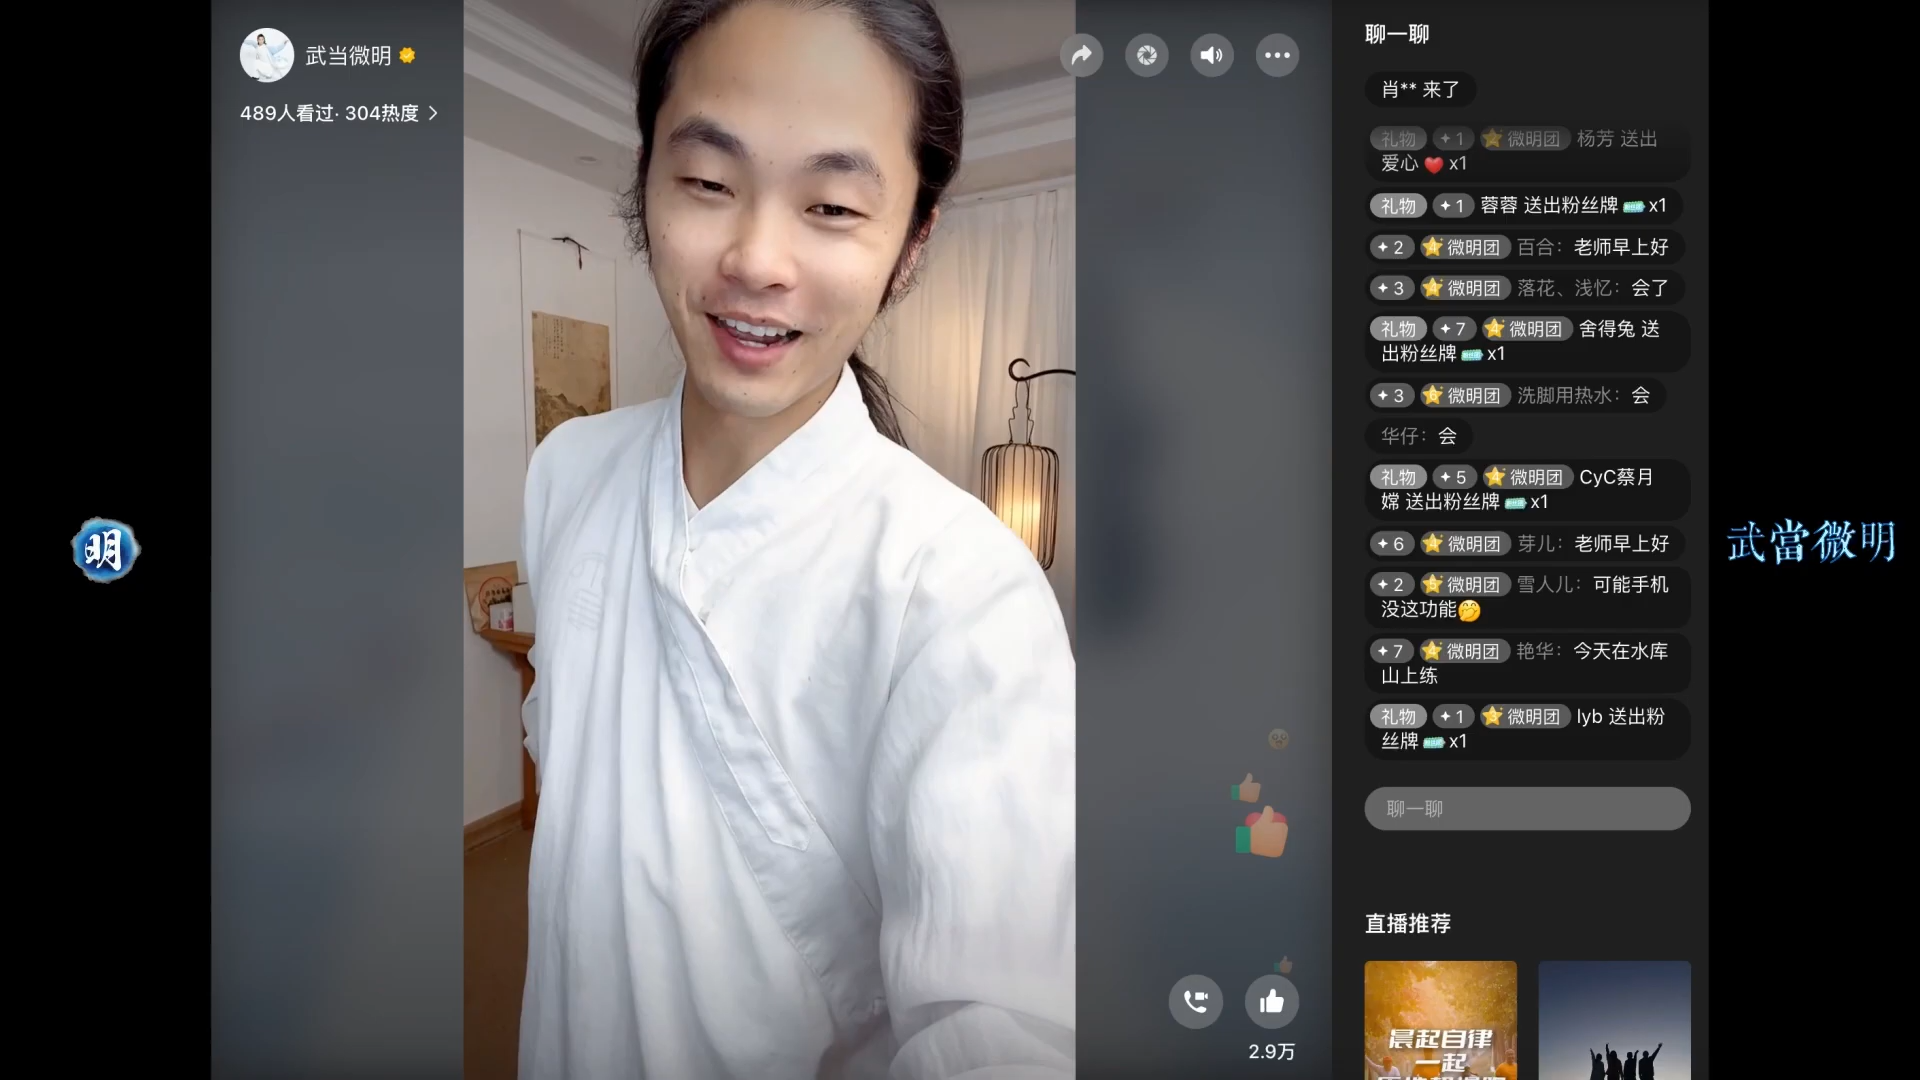 武当微明
489人看过· 304热度
明
2.9万
聊一聊
肖** 来了
礼物 1 微明团 杨芳 送出
爱心 x1
礼物 1 蓉蓉 送出粉丝牌 x1
2 微明团 百合：老师早上好
3 微明团 落花、浅忆：会了
礼物 7 微明团 舍得兔 送
出粉丝牌 x1
3 微明团 洗脚用热水：会
华仔：会
礼物 5 微明团 CyC蔡月
嫦 送出粉丝牌 x1
6 微明团 芽儿：老师早上好
2 微明团 雪人儿：可能手机
没这功能🤭
7 微明团 艳华：今天在水库
山上练
礼物 1 微明团 lyb 送出粉
丝牌 x1
聊一聊
直播推荐
晨起自律
一起
武當微明